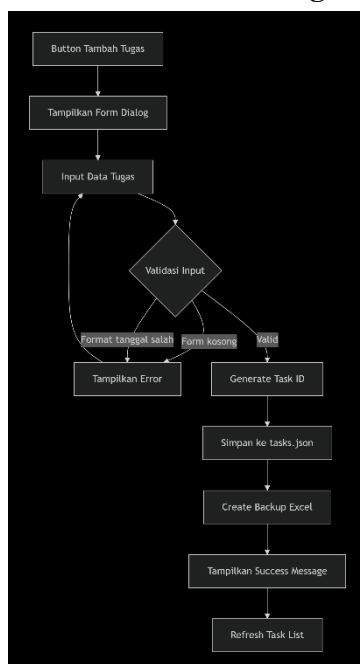 Button Tambah Tugas
Tampilkan Form Dialog
Input Data Tugas
Validasi Input
Format tanggal salah
Form kosong
Valid
Tampilkan Error
Generate Task ID
Simpan ke tasks.json
Create Backup Excel
Tampilkan Success Message
Refresh Task List